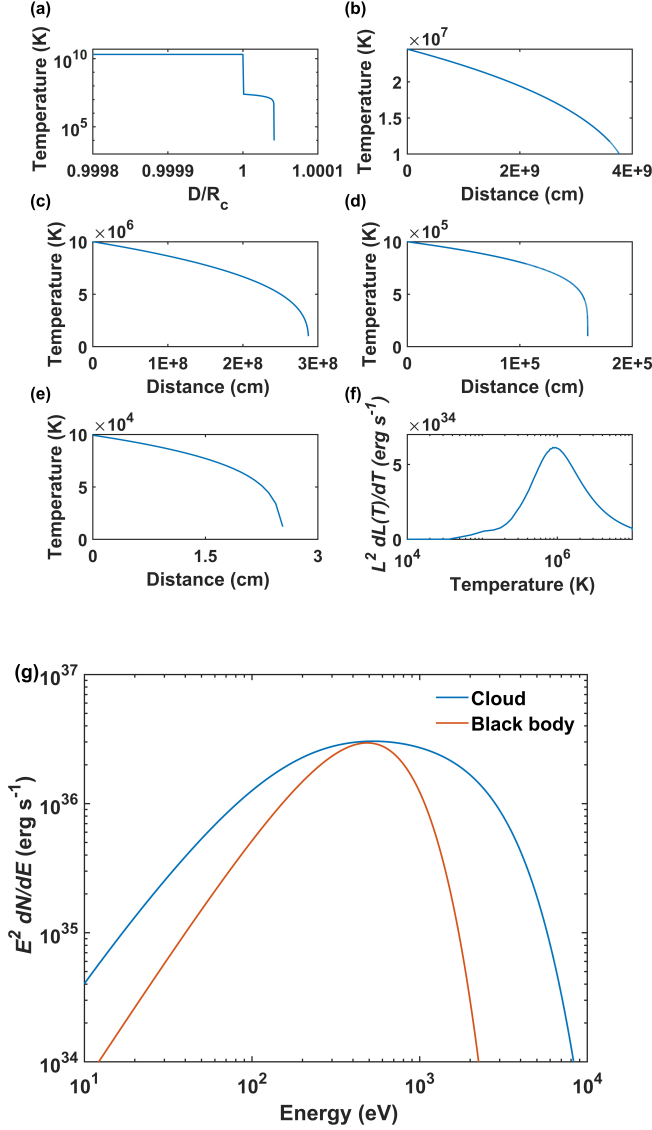 (a)
Temperature (K)
10^10
10^5
0.9998 0.9999 1 1.0001
D/R_c
(b)
× 10^7
Temperature (K)
2
1.5
1
0 2E+9 4E+9
Distance (cm)
(c)
× 10^6
Temperature (K)
10
5
0
0 1E+8 2E+8 3E+8
Distance (cm)
(d)
× 10^5
Temperature (K)
10
5
0
0 1E+5 2E+5
Distance (cm)
(e)
× 10^4
Temperature (K)
10
5
0
0 1.5 3
Distance (cm)
(f)
× 10^34
L^2 dL(T)/dT (erg s^-1)
5
0
10^4 10^6
Temperature (K)
(g)
E^2 dN/dE (erg s^-1)
10^37
10^36
10^35
10^34
Cloud
Black body
10^1 10^2 10^3 10^4
Energy (eV)